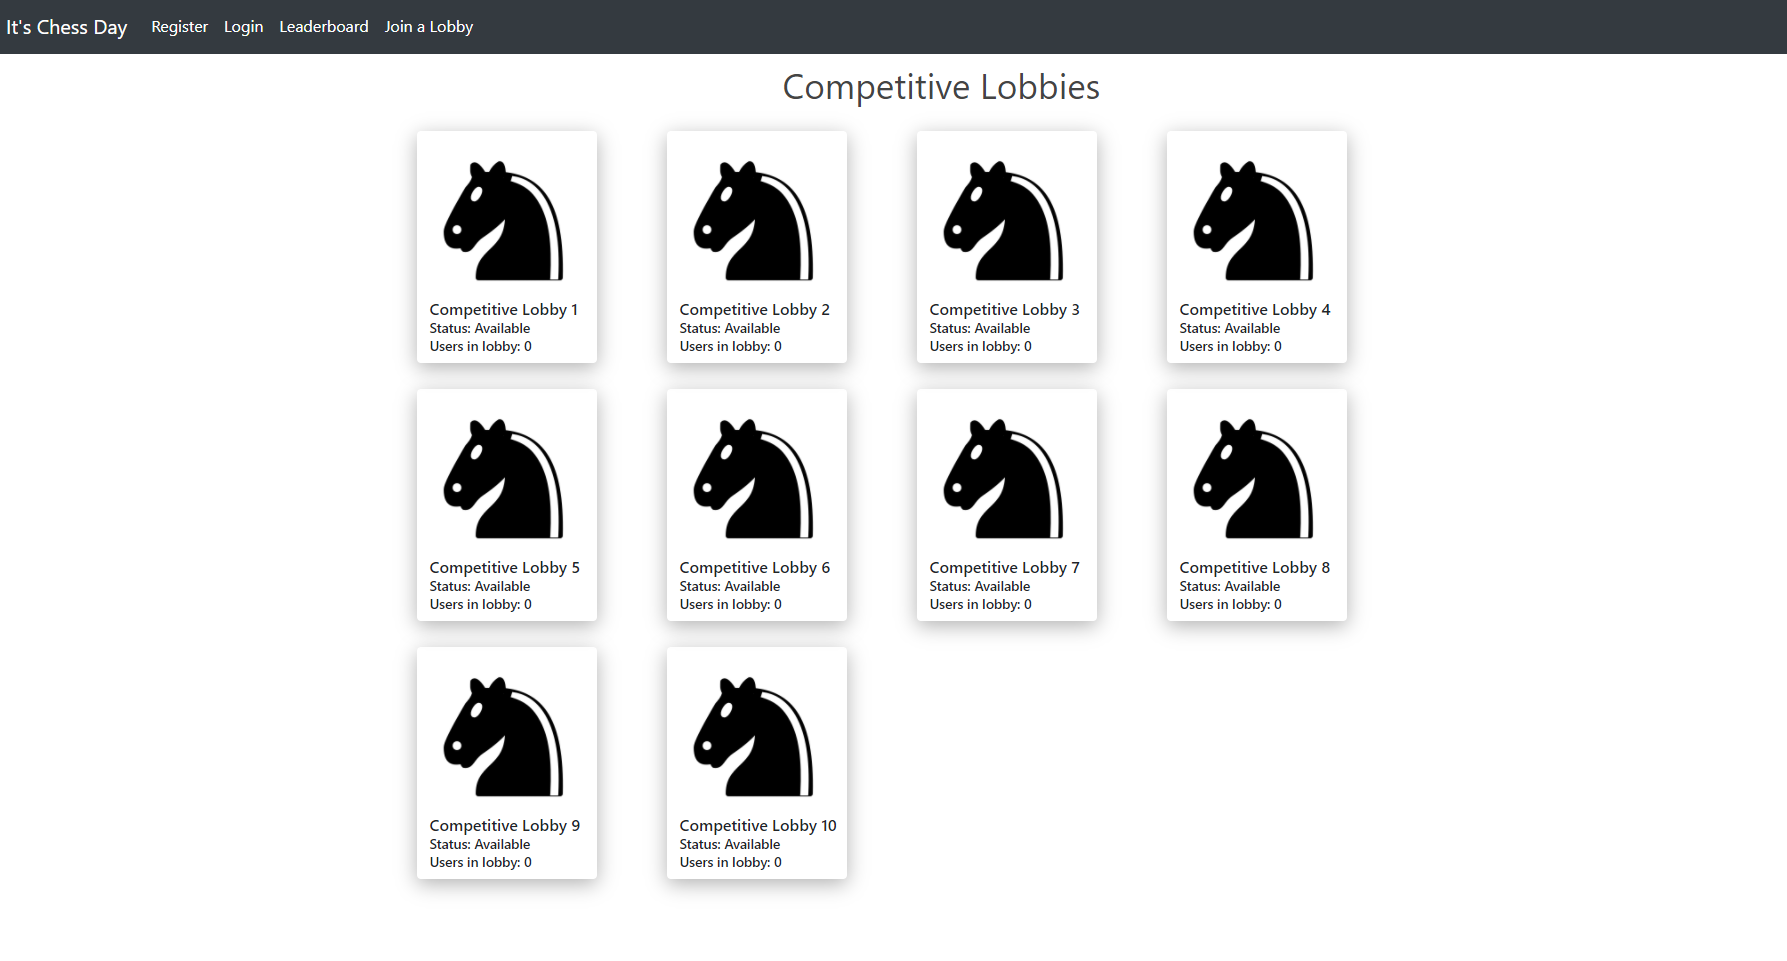 It's Chess Day Register Login Leaderboard Join a Lobby
Competitive Lobbies
Competitive Lobby 1
Status: Available
Users in lobby: 0
Competitive Lobby 2
Status: Available
Users in lobby: 0
Competitive Lobby 3
Status: Available
Users in lobby: 0
Competitive Lobby 4
Status: Available
Users in lobby: 0
Competitive Lobby 5
Status: Available
Users in lobby: 0
Competitive Lobby 6
Status: Available
Users in lobby: 0
Competitive Lobby 7
Status: Available
Users in lobby: 0
Competitive Lobby 8
Status: Available
Users in lobby: 0
Competitive Lobby 9
Status: Available
Users in lobby: 0
Competitive Lobby 10
Status: Available
Users in lobby: 0